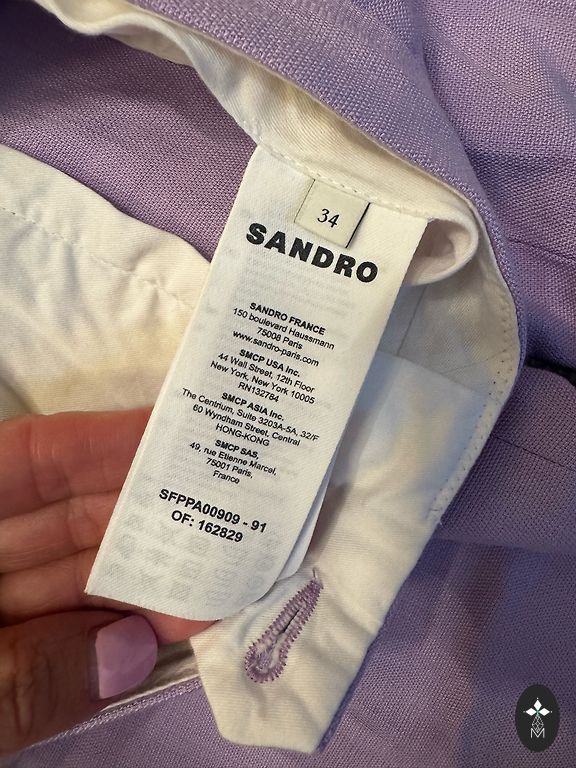 34
SANDRO
SANDRO FRANCE
150 boulevard Haussmann
75008 Paris
www.sandro-paris.com
SMCP USA Inc.
44 Wall Street, 12th Floor
New York, New York 10005
RN132784
SMCP ASIA Inc.
The Centrium, Suite 3203A-5A, 32/F
60 Wyndham Street, Central
HONG-KONG
SMCP SAS,
49, rue Etienne Marcel,
75001 Paris,
France
SFPPA00909 - 91
OF: 162829
M